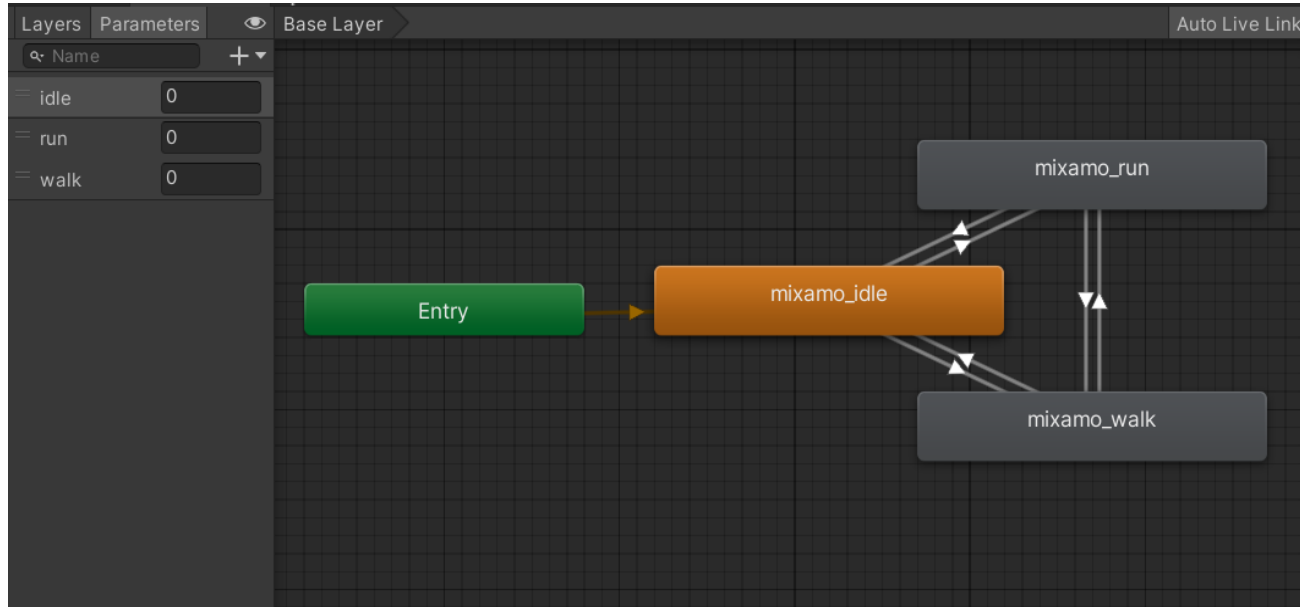 Layers Parameters Base Layer Auto Live Link
Name
idle 0
run 0
walk 0
mixamo_run
mixamo_idle
Entry
mixamo_walk